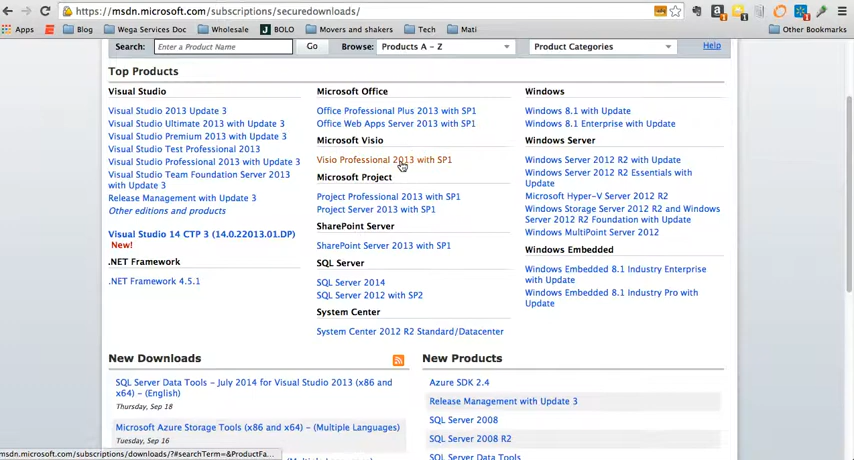 https://msdn.microsoft.com/subscriptions/securedownloads/
Apps Blog Wega Services Doc Wholesale J BOLO Movers and shakers Tech Mati Other Bookmarks
Search: Enter a Product Name Go Browse: Products A - Z Product Categories Help
Top Products
Visual Studio
Visual Studio 2013 Update 3
Visual Studio Ultimate 2013 with Update 3
Visual Studio Premium 2013 with Update 3
Visual Studio Test Professional 2013
Visual Studio Professional 2013 with Update 3
Visual Studio Team Foundation Server 2013
with Update 3
Release Management with Update 3
Other editions and products
Visual Studio 14 CTP 3 (14.0.22013.01.DP)
New!
.NET Framework
.NET Framework 4.5.1
Microsoft Office
Office Professional Plus 2013 with SP1
Office Web Apps Server 2013 with SP1
Microsoft Visio
Visio Professional 2013 with SP1
Microsoft Project
Project Professional 2013 with SP1
Project Server 2013 with SP1
SharePoint Server
SharePoint Server 2013 with SP1
SQL Server
SQL Server 2014
SQL Server 2012 with SP2
System Center
System Center 2012 R2 Standard/Datacenter
Windows
Windows 8.1 with Update
Windows 8.1 Enterprise with Update
Windows Server
Windows Server 2012 R2 with Update
Windows Server 2012 R2 Essentials with
Update
Microsoft Hyper-V Server 2012 R2
Windows Storage Server 2012 R2 and Windows
Server 2012 R2 Foundation with Update
Windows MultiPoint Server 2012
Windows Embedded
Windows Embedded 8.1 Industry Enterprise
with Update
Windows Embedded 8.1 Industry Pro with
Update
New Downloads
SQL Server Data Tools - July 2014 for Visual Studio 2013 (x86 and
x64) - (English)
Thursday, Sep 18
Microsoft Azure Storage Tools (x86 and x64) - (Multiple Languages)
Tuesday, Sep 16
New Products
Azure SDK 2.4
Release Management with Update 3
SQL Server 2008
SQL Server 2008 R2
SQL Server Data Tools
msdn.microsoft.com/subscriptions/downloads/?#searchTerm=&ProductFa...